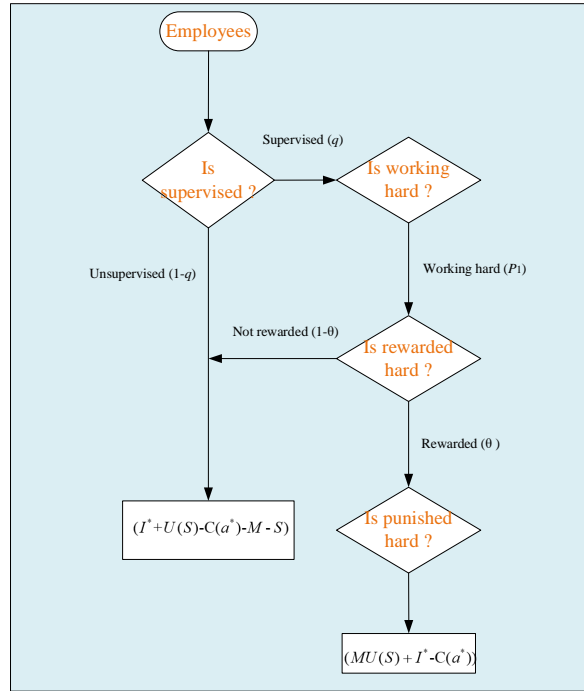 Employees
Supervised (q)
Is
supervised ?
Is working
hard ?
Unsupervised (1-q)
Working hard (P1)
Not rewarded (1-θ)
Is rewarded
hard ?
Rewarded (θ )
(I*+U(S)-C(a*)-M - S)
Is punished
hard ?
(MU(S) + I*-C(a*))